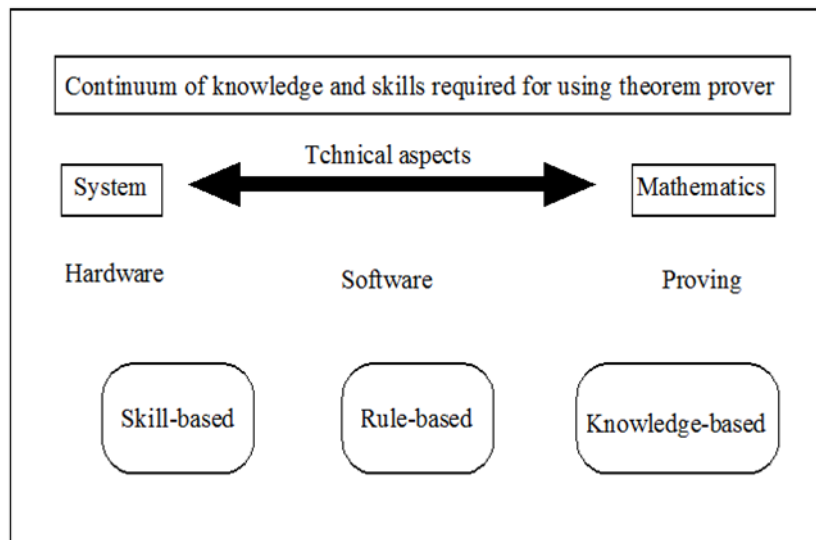 Continuum of knowledge and skills required for using theorem prover
Tchnical aspects
System
Mathematics
Hardware
Software
Proving
Skill-based
Rule-based
Knowledge-based